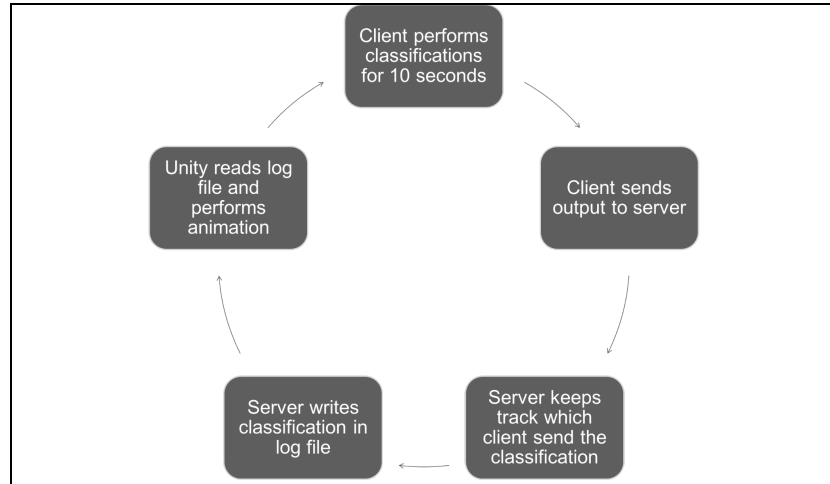 Client performs
classifications
for 10 seconds
Client sends
output to server
Server keeps
track which
client send the
classification
Server writes
classification in
log file
Unity reads log
file and
performs
animation